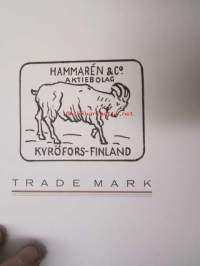 HAMMARÉN & Co.
AKTIEBOLAG
KYRÖFORS-FINLAND
TRADE MARK